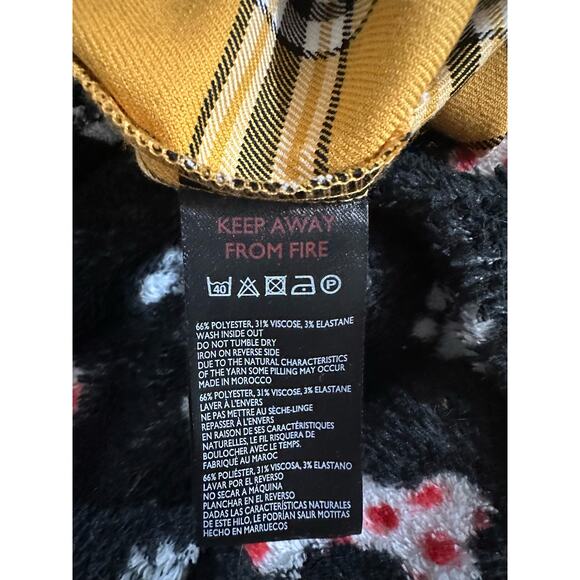 KEEP AWAY
FROM FIRE
40 P
66% POLYESTER, 31% VISCOSE, 3% ELASTANE
WASH INSIDE OUT
DO NOT TUMBLE DRY
IRON ON REVERSE SIDE
DUE TO THE NATURAL CHARACTERISTICS
OF THE YARN SOME PILLING MAY OCCUR
MADE IN MOROCCO
66% POLYESTER, 31% VISCOSE, 3% ELASTANE
LAVER À L'ENVERS
NE PAS METTRE AU SÈCHE-LINGE
REPASSER À L'ENVERS
EN RAISON DE SES CARACTÉRISTIQUES
NATURELLES, LE FIL RISQUERA DE
BOULOCHER AVEC LE TEMPS.
FABRIQUÉ AU MAROC
66% POLIÉSTER, 31% VISCOSA, 3% ELASTANO
LAVAR POR EL REVERSO
NO SECAR A MÁQUINA
PLANCHAR EN EL REVERSO
DADAS LAS CARACTERÍSTICAS NATURALES
DE ESTE HILO, LE PODRÍAN SALIR MOTITAS
HECHO EN MARRUECOS